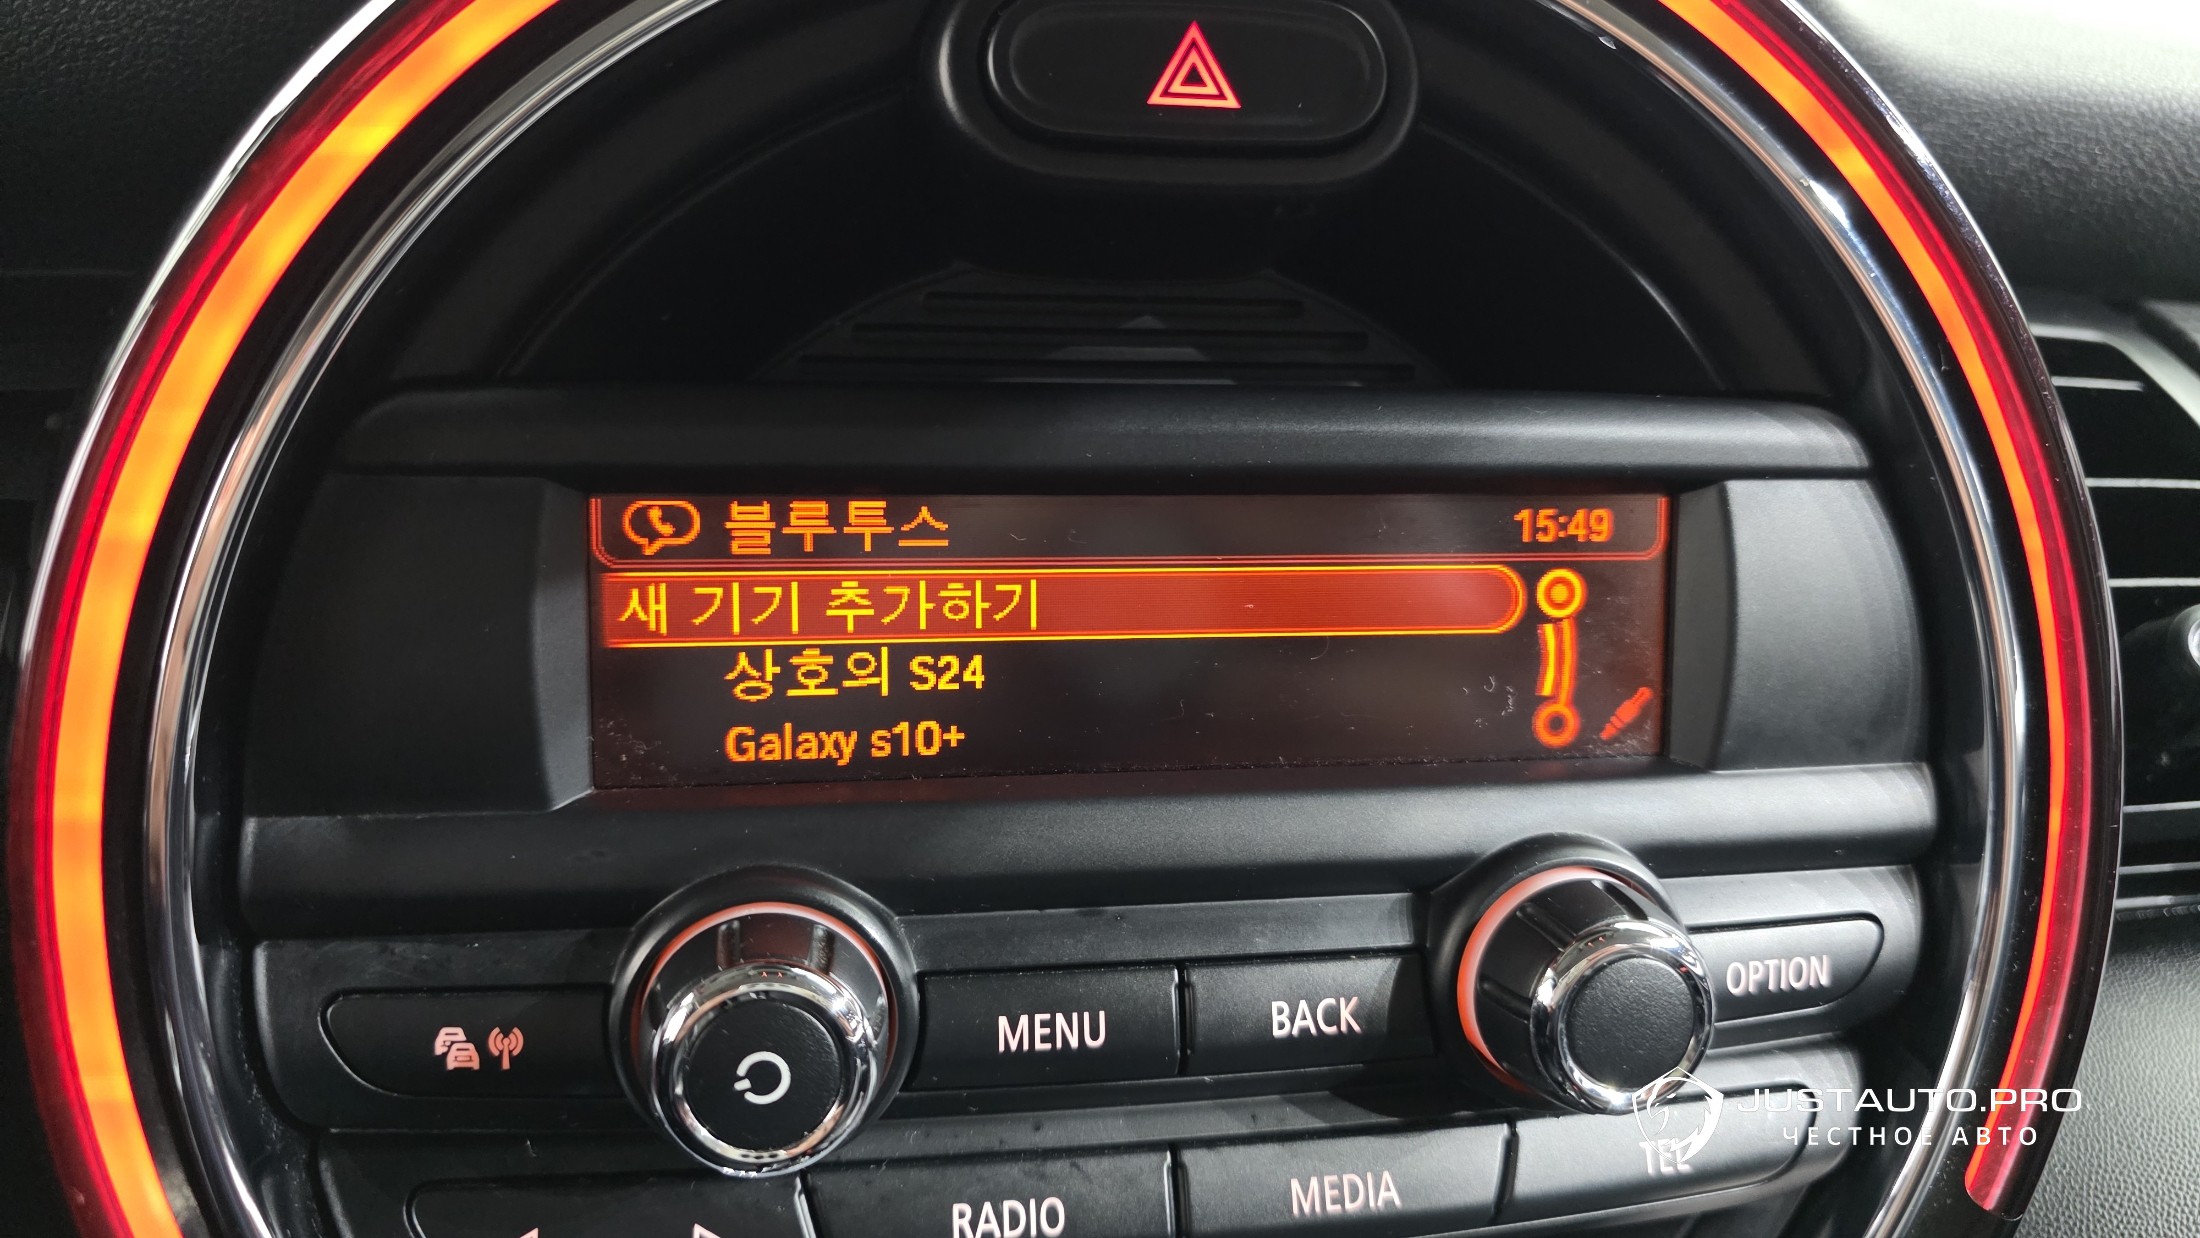 블루투스 15:49
새 기기 추가하기
상호의 S24
Galaxy s10+
OPTION
MENU
BACK
JUSTAUTO.PRO
ЧЕСТНОЕ АВТО
TEL
RADIO
MEDIA